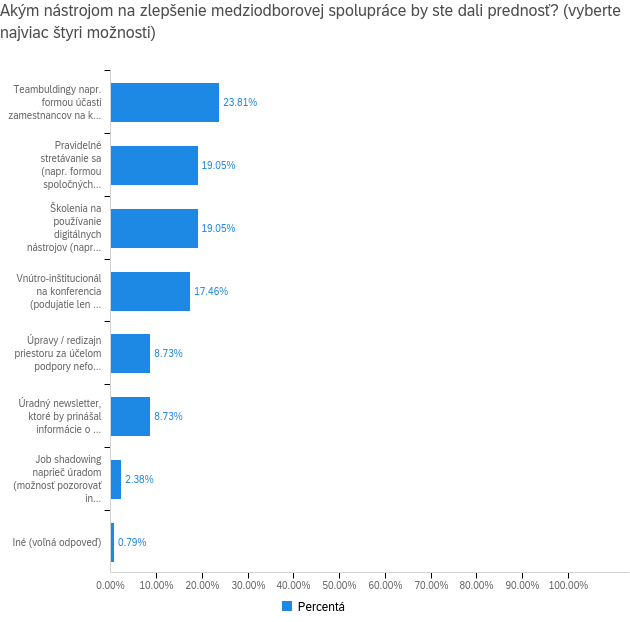 Akým nástrojom na zlepšenie medziodborovej spolupráce by ste dali prednosť? (vyberte
najviac štyri možnosti)
Teambuldingy napr.
formou účasti
zamestnancov na k...
23.81%
Pravidelné
stretávanie sa
(napr. formou
spoločných...
19.05%
Školenia na
používanie
digitálnych
nástrojov (napr...
19.05%
Vnútro-inštitucionál
na konferencia
(podujatie len ...
17.46%
Úpravy / redizajn
priestoru za účelom
podpory nefo...
8.73%
Úradný newsletter,
ktoré by prinášal
informácie o ...
8.73%
Job shadowing
naprieč úradom
(možnosť pozorovať
in...
2.38%
Iné (voľná odpoveď)
0.79%
0.00% 10.00% 20.00% 30.00% 40.00% 50.00% 60.00% 70.00% 80.00% 90.00% 100.00%
Percentá